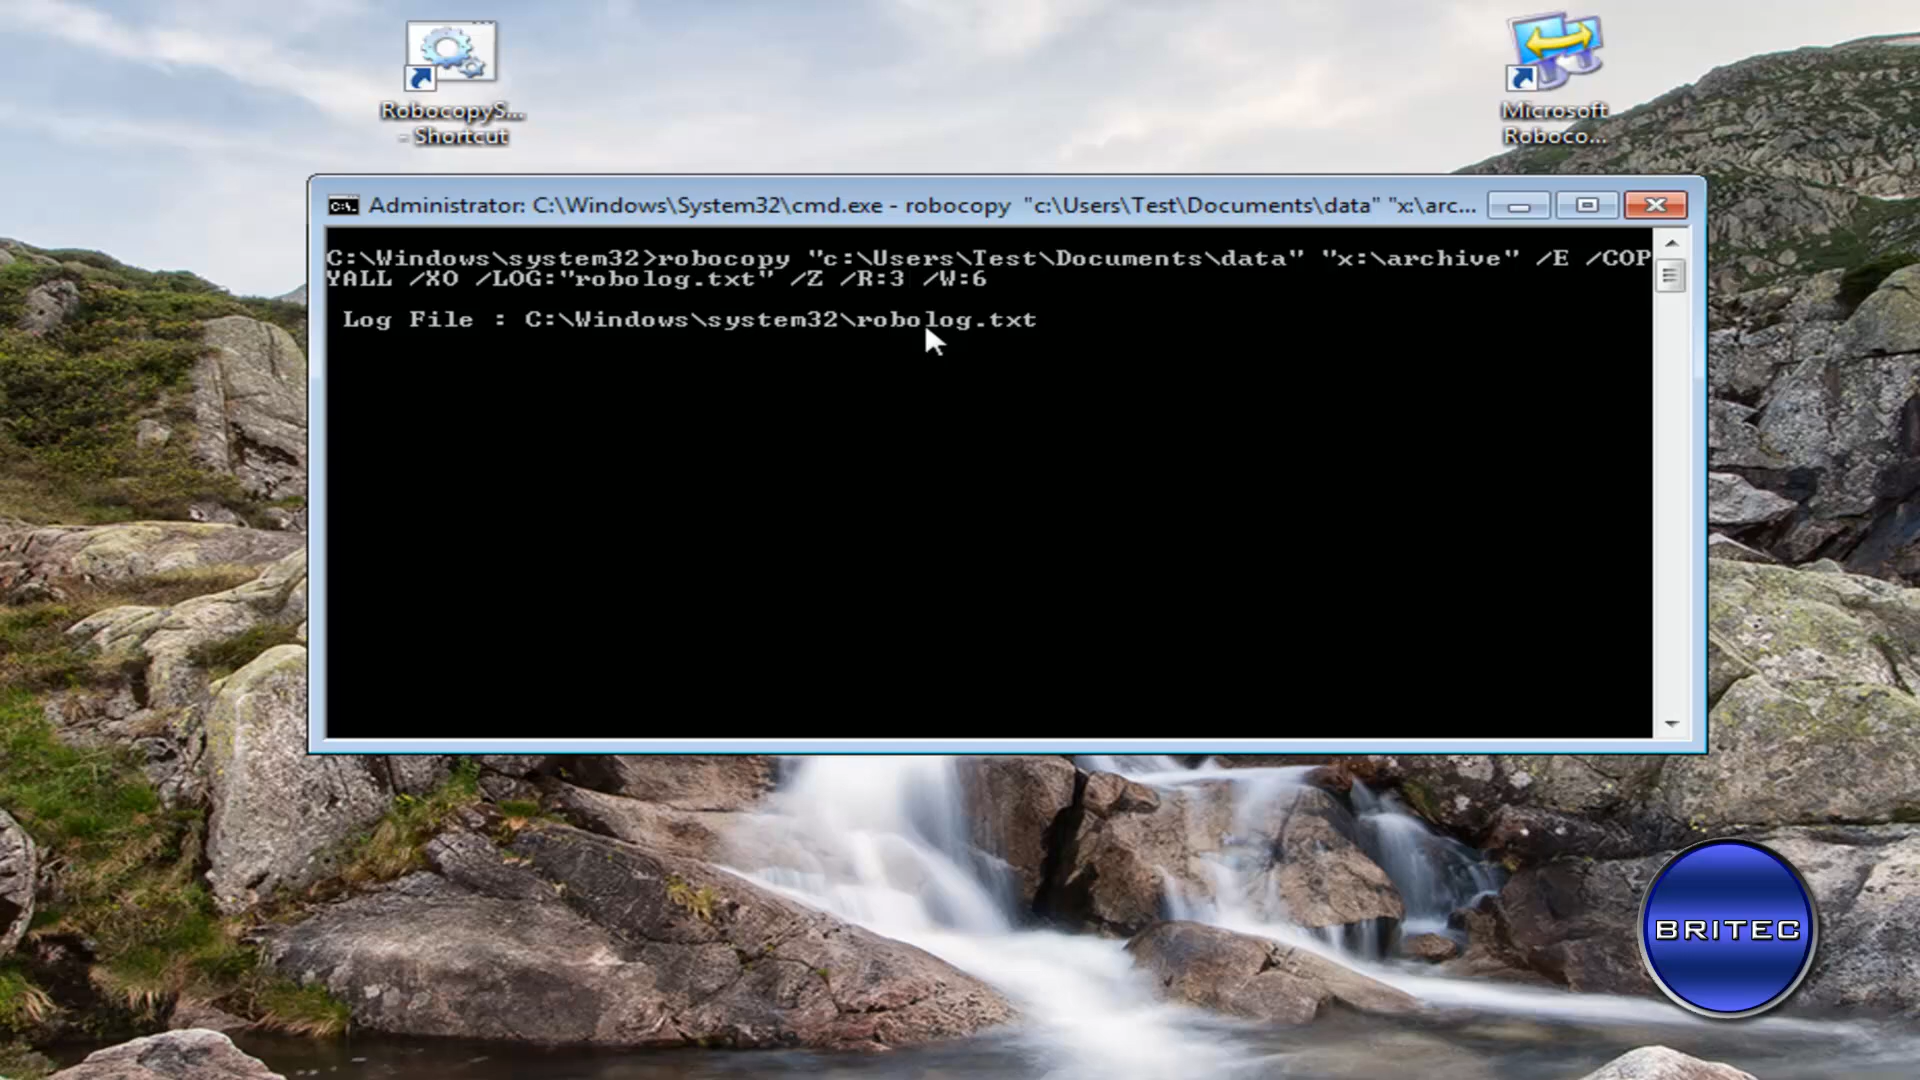 RobocopyS...
- Shortcut
Microsoft
Roboco...
C:\. Administrator: C:\Windows\System32\cmd.exe - robocopy "c:\Users\Test\Documents\data" "x:\arc...
C:\Windows\system32>robocopy "c:\Users\Test\Documents\data" "x:\archive" /E /COP
YALL /XO /LOG:"robolog.txt" /Z /R:3 /W:6
Log File : C:\Windows\system32\robolog.txt
BRITEC